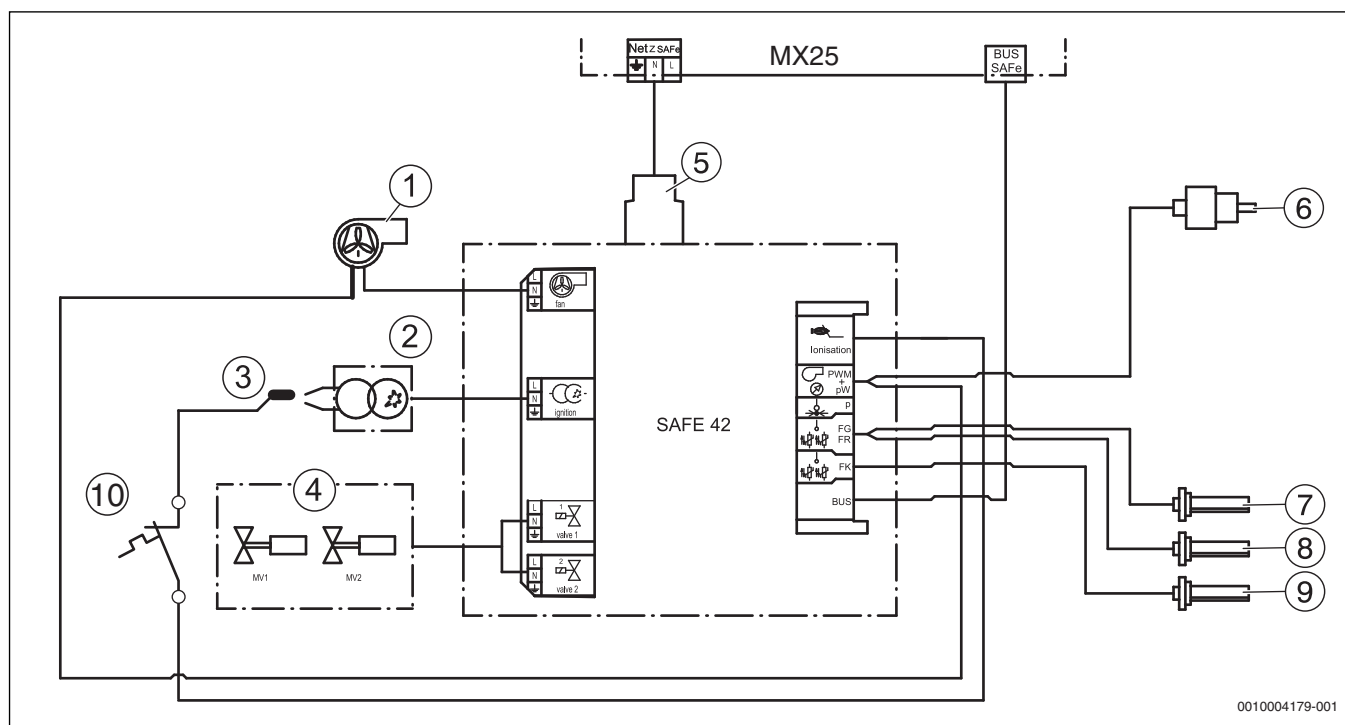 Net Z SAFe
N L
MX25
BUS
SAFe
1
5
6
L
N
fan
2
3
L
N
ignition
SAFE 42
Ionisation
PWM
+
pW
p
FG
FR
FK
BUS
4
10
MV1
MV2
L
N
1
valve 1
L
N
2
valve 2
7
8
9
0010004179-001